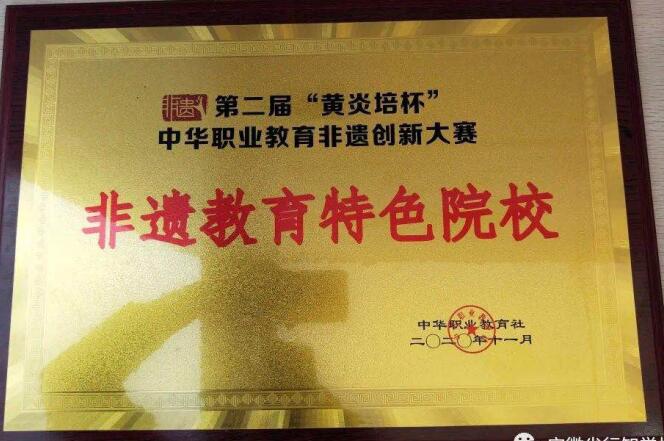 非遗 第二届“黄炎培杯”
中华职业教育非遗创新大赛
非遗教育特色院校
中华职业教育社
二〇二〇年十一月